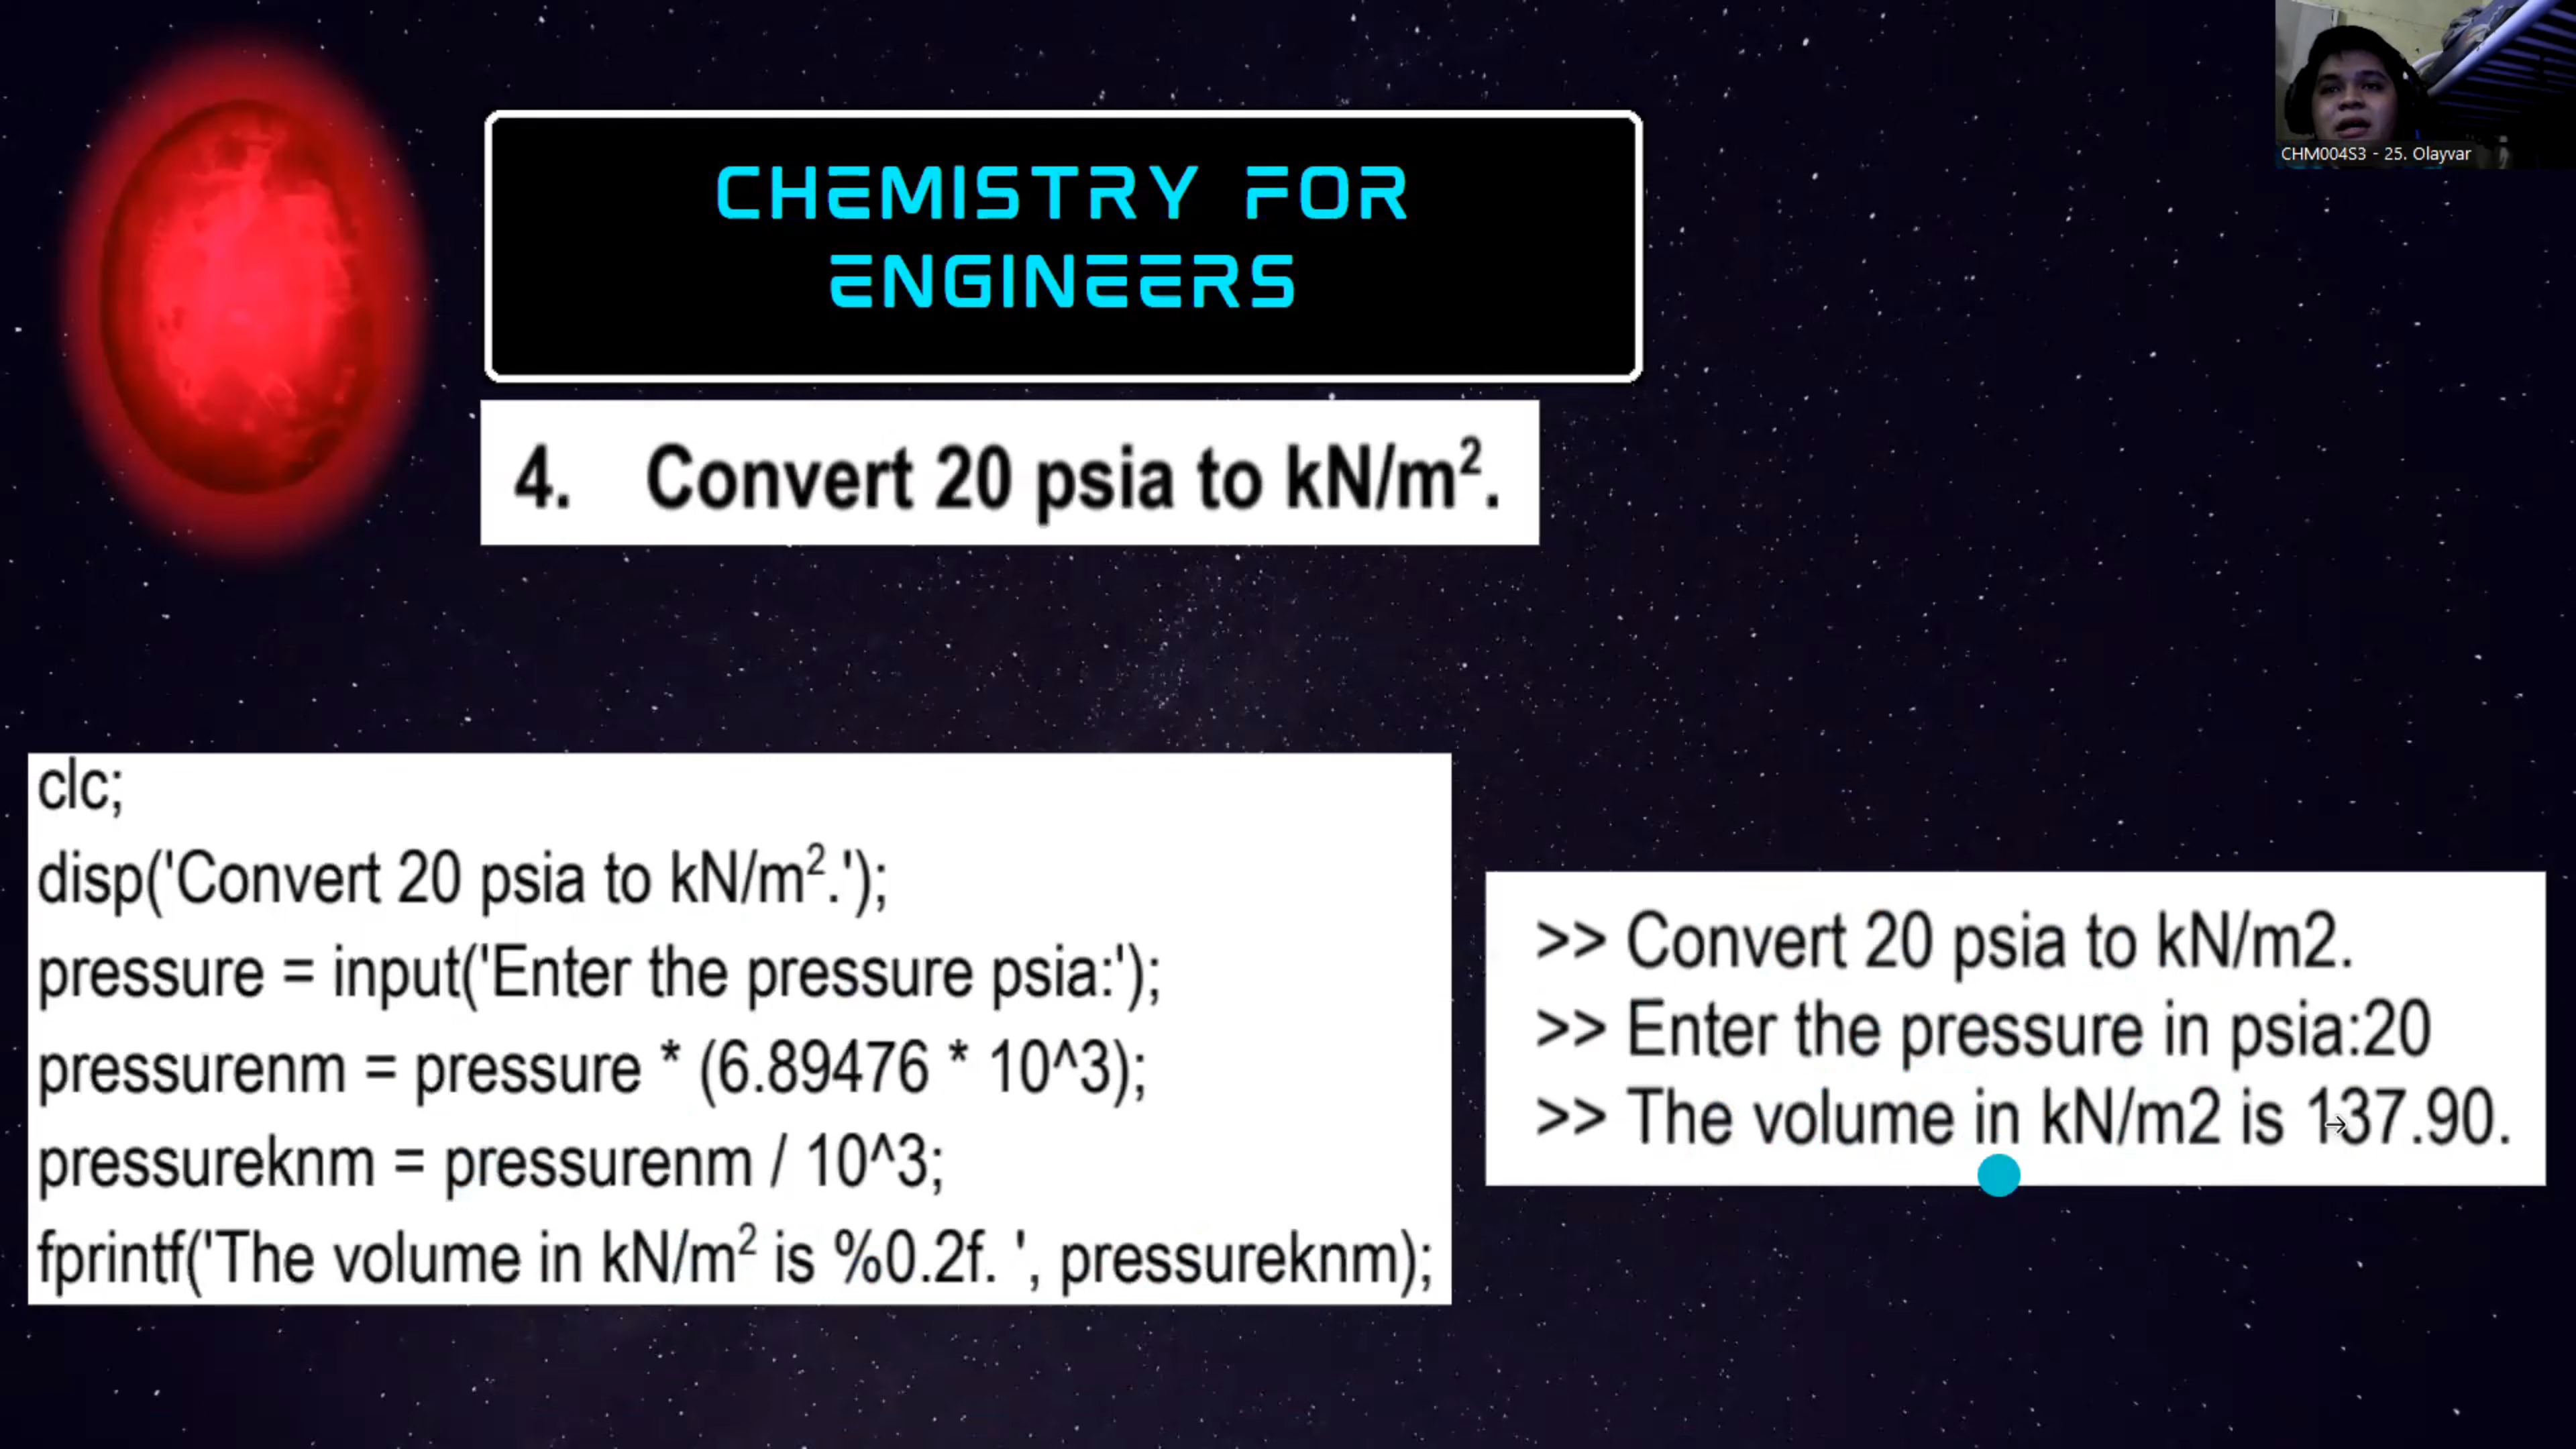 CHM004S3 - 25. Olayvar
CHEMISTRY FOR
ENGINEERS
4. Convert 20 psia to kN/m².
clc;
disp('Convert 20 psia to kN/m².');
pressure = input('Enter the pressure psia:');
pressurenm = pressure * (6.89476 * 10^3);
pressureknm = pressurenm / 10^3;
fprintf('The volume in kN/m² is %0.2f. ', pressureknm);
>> Convert 20 psia to kN/m2.
>> Enter the pressure in psia:20
>> The volume in kN/m2 is 137.90.